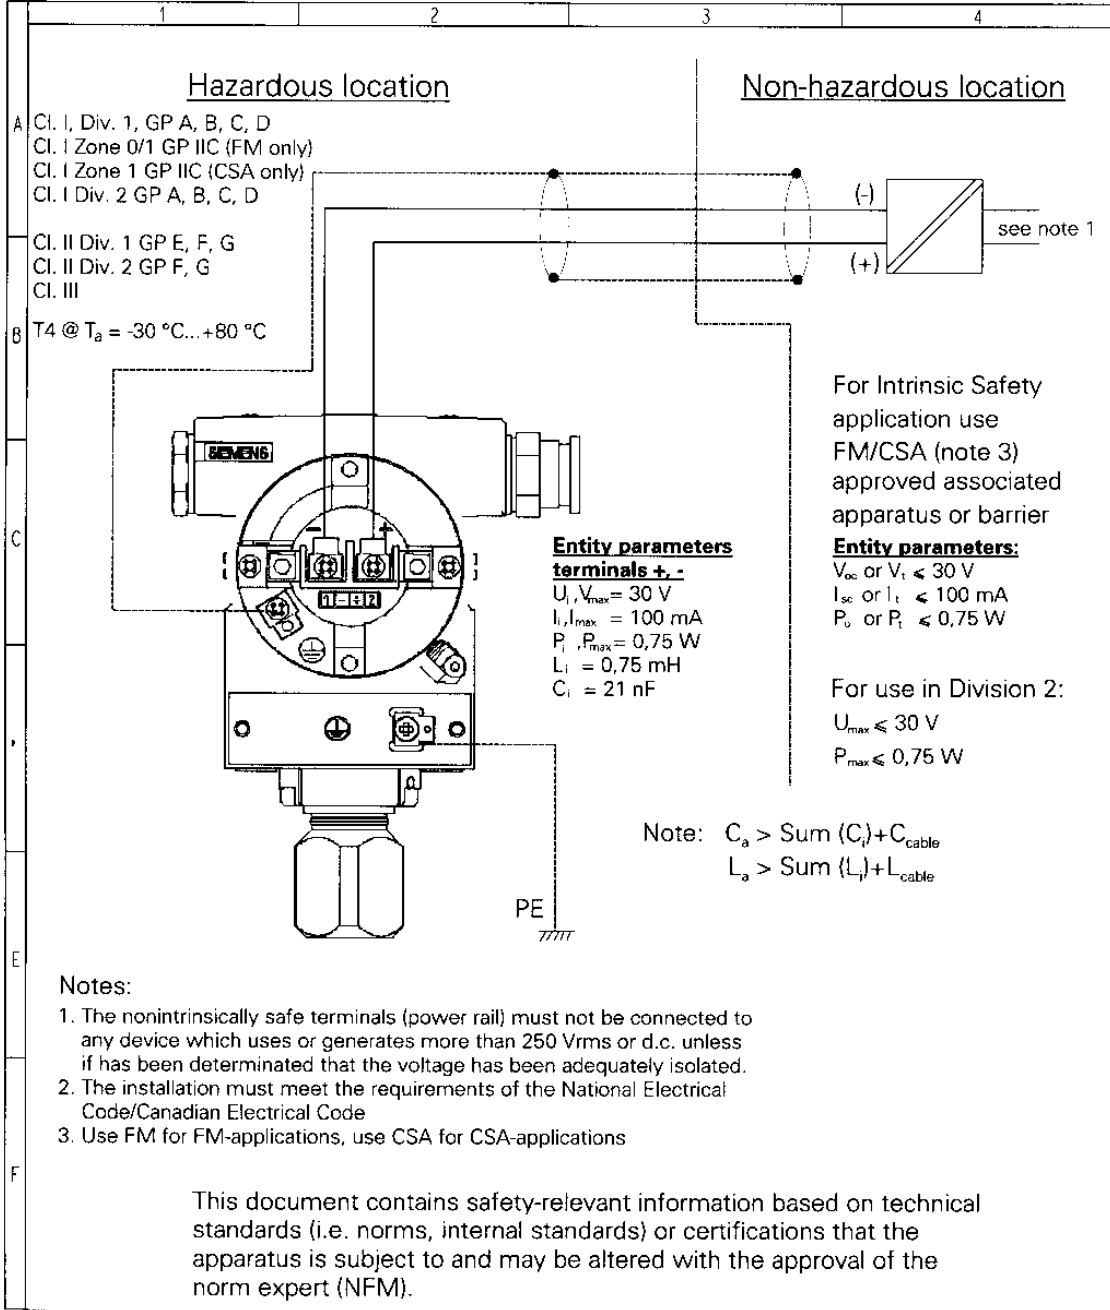 1 2 3 4
Hazardous location
Non-hazardous location
A
Cl. I, Div. 1, GP A, B, C, D
Cl. I Zone 0/1 GP IIC (FM only)
Cl. I Zone 1 GP IIC (CSA only)
Cl. I Div. 2 GP A, B, C, D
Cl. II Div. 1 GP E, F, G
Cl. II Div. 2 GP F, G
Cl. III
B
T4 @ Ta = -30 °C...+80 °C
(-)
(+)
see note 1
For Intrinsic Safety
application use
FM/CSA (note 3)
approved associated
apparatus or barrier
Entity parameters:
Voc or Vt ⩽ 30 V
Isc or It ⩽ 100 mA
Po or Pt ⩽ 0,75 W
For use in Division 2:
Umax ⩽ 30 V
Pmax ⩽ 0,75 W
SIEMENS
C
- +
1 - + 2
Entity parameters
terminals +, -
Ui,Vmax= 30 V
Ii,Imax = 100 mA
Pi ,Pmax= 0,75 W
Li = 0,75 mH
Ci = 21 nF
Note: Ca > Sum (Ci)+Ccable
La > Sum (Li)+Lcable
PE
E
Notes:
1. The nonintrinsically safe terminals (power rail) must not be connected to
any device which uses or generates more than 250 Vrms or d.c. unless
if has been determined that the voltage has been adequately isolated.
2. The installation must meet the requirements of the National Electrical
Code/Canadian Electrical Code
3. Use FM for FM-applications, use CSA for CSA-applications
F
This document contains safety-relevant information based on technical
standards (i.e. norms, internal standards) or certifications that the
apparatus is subject to and may be altered with the approval of the
norm expert (NFM).